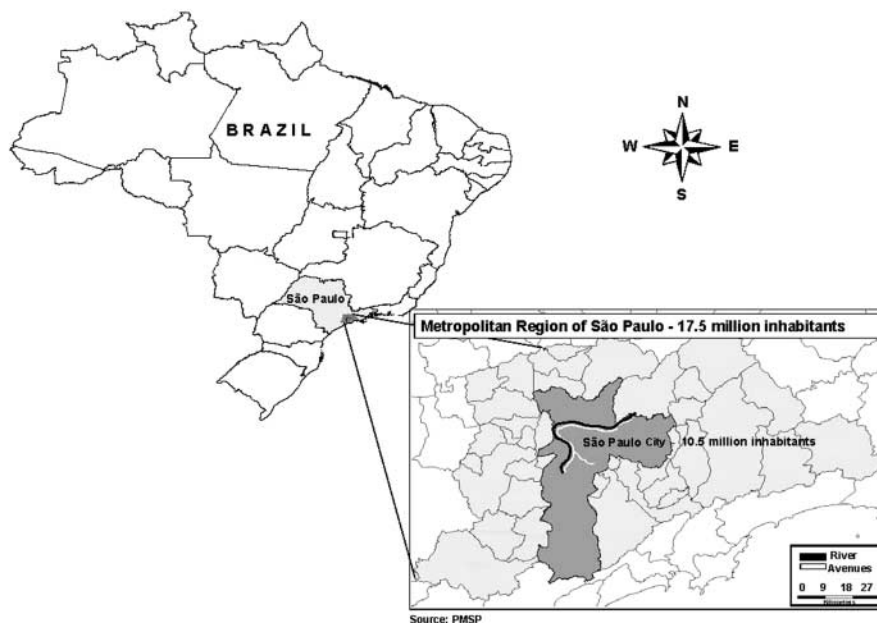 BRAZIL
N
W E
S
São Paulo
Metropolitan Region of São Paulo - 17.5 million inhabitants
São Paulo City 10.5 million inhabitants
River
Avenues
0 9 18 27
Kilometers
Source: PMSP